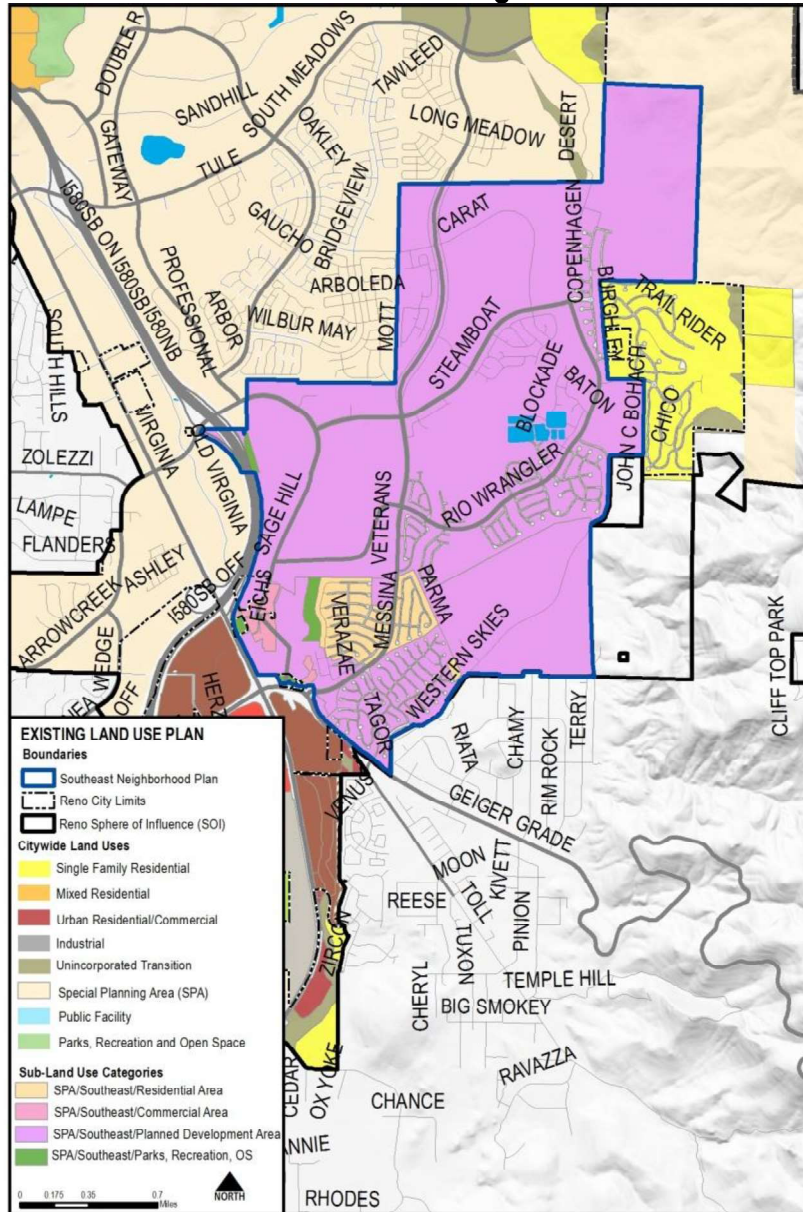 DOUBLE R
GATEWAY
SANDHILL
SOUTH MEADOWS
TAWLEED
OAKLEY
LONG MEADOW
TULE
DESERT
I580SB ON I580SB
I580NB
GAUCHO
BRIDGEVIEW
COPENHAGEN
CARAT
PROFESSIONAL
ARBOR
ARBOLEDA
WILBUR MAY
MOTT
BURGHLEM
TRAIL RIDER
SOUTH HILLS
VIRGINIA
STEAMBOAT
BLOCKADE
BATON
JOHN C BOHACH
CHICO
ZOLEZZI
OLD VIRGINIA
SAGE HILL
VETERANS
RIO WRANGLER
LAMPE
FLANDERS
ASHLEY
ARROWCREEK
I580SB OFF
EICHS
VERAZAE
MESSINA
PARMA
WEDGE
OFF
HERZ
TAGOR
WESTERN SKIES
CLIFF TOP PARK
RIATA
CHAMY
RIM ROCK
TERRY
VENUS
GEIGER GRADE
MOON
TOLL
KIVETT
REESE
TUXON
PINION
ZIRCON
CHERYL
TEMPLE HILL
BIG SMOKEY
RAVAZZA
CEDAR
OX YOKE
CHANCE
ANNIE
RHODES
EXISTING LAND USE PLAN
Boundaries
Southeast Neighborhood Plan
Reno City Limits
Reno Sphere of Influence (SOI)
Citywide Land Uses
Single Family Residential
Mixed Residential
Urban Residential/Commercial
Industrial
Unincorporated Transition
Special Planning Area (SPA)
Public Facility
Parks, Recreation and Open Space
Sub-Land Use Categories
SPA/Southeast/Residential Area
SPA/Southeast/Commercial Area
SPA/Southeast/Planned Development Area
SPA/Southeast/Parks, Recreation, OS
0 0.175 0.35 0.7
Miles
NORTH